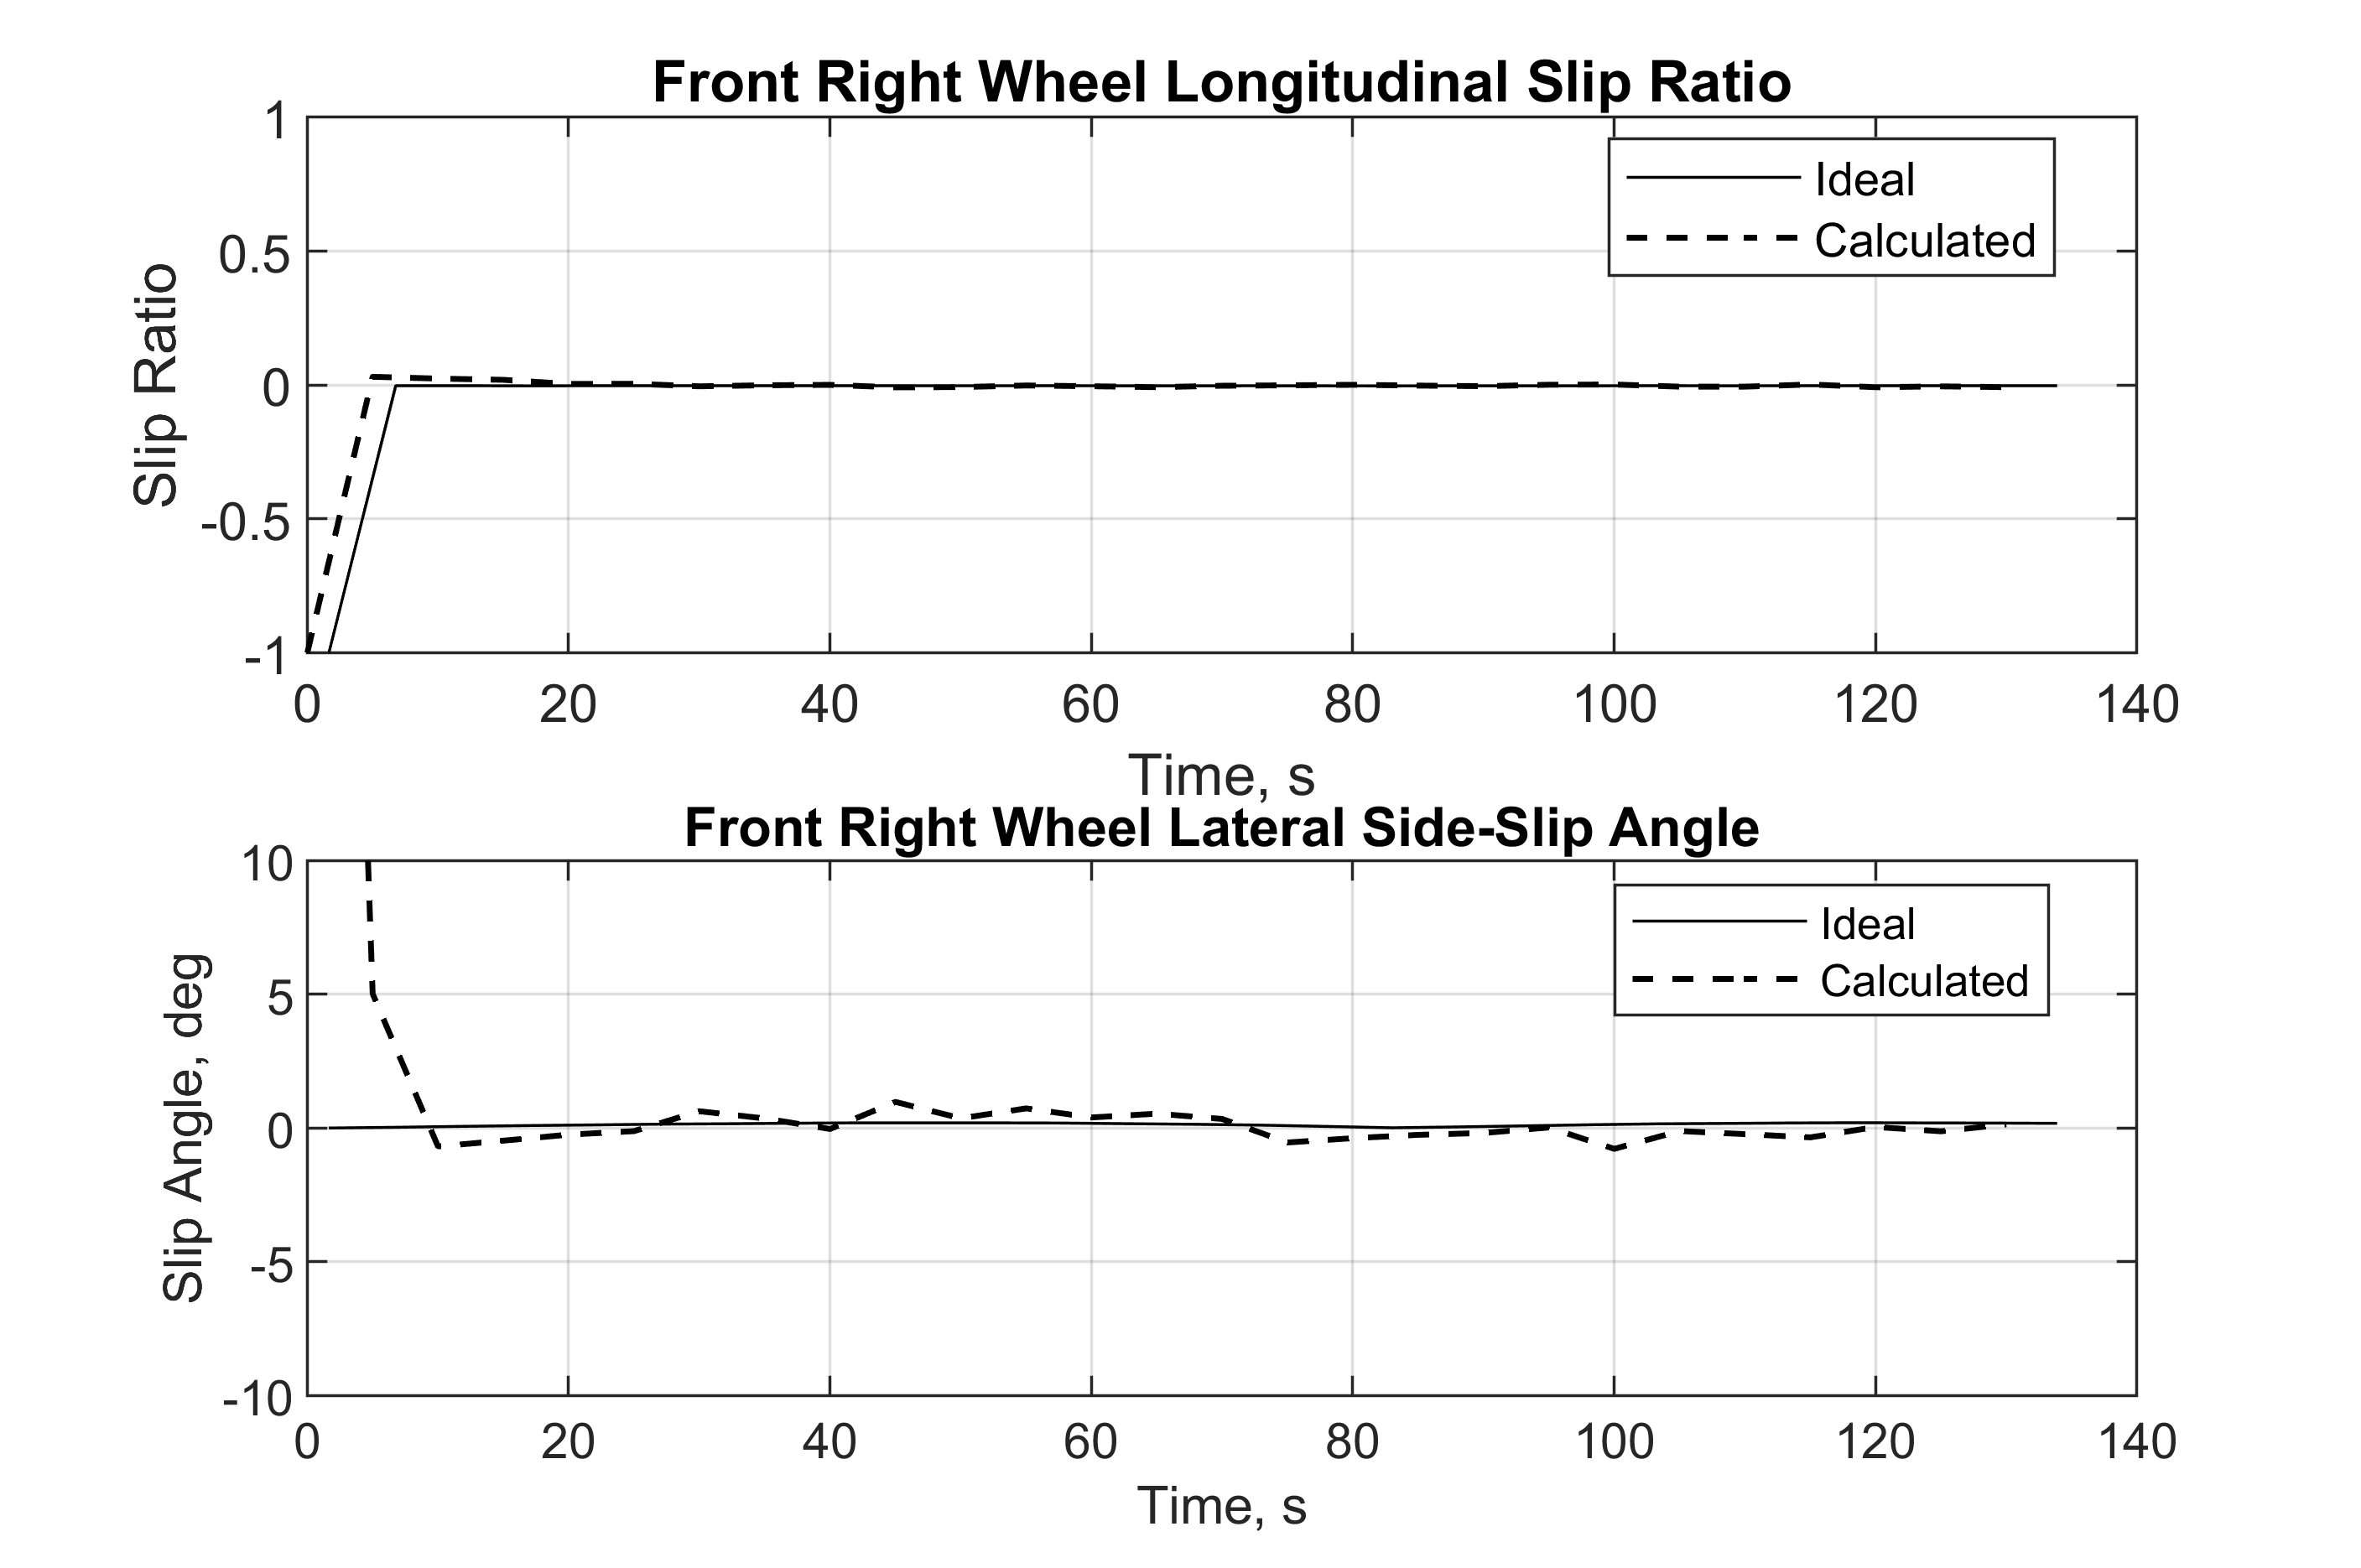 Front Right Wheel Longitudinal Slip Ratio
1
0.5
0
-0.5
-1
Slip Ratio
Ideal
Calculated
0 20 40 60 80 100 120 140
Time, s
Front Right Wheel Lateral Side-Slip Angle
10
5
0
-5
-10
Slip Angle, deg
Ideal
Calculated
0 20 40 60 80 100 120 140
Time, s